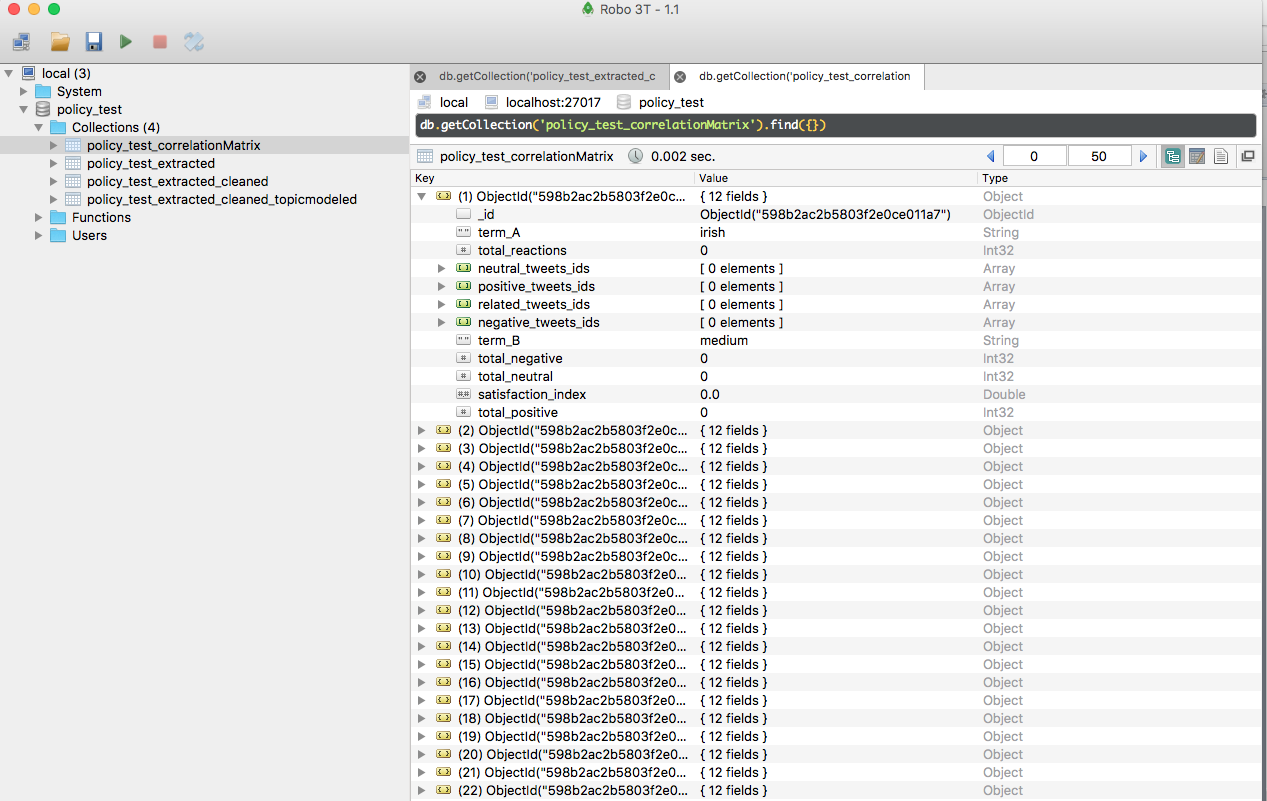 Robo 3T - 1.1
local (3)
System
policy_test
Collections (4)
policy_test_correlationMatrix
policy_test_extracted
policy_test_extracted_cleaned
policy_test_extracted_cleaned_topicmodeled
Functions
Users
db.getCollection('policy_test_extracted_c db.getCollection('policy_test_correlation
local localhost:27017 policy_test
db.getCollection('policy_test_correlationMatrix').find({})
policy_test_correlationMatrix 0.002 sec. 0 50
Key Value Type
(1) ObjectId("598b2ac2b5803f2e0c... { 12 fields } Object
_id ObjectId("598b2ac2b5803f2e0ce011a7") ObjectId
term_A irish String
total_reactions 0 Int32
neutral_tweets_ids [ 0 elements ] Array
positive_tweets_ids [ 0 elements ] Array
related_tweets_ids [ 0 elements ] Array
negative_tweets_ids [ 0 elements ] Array
term_B medium String
total_negative 0 Int32
total_neutral 0 Int32
satisfaction_index 0.0 Double
total_positive 0 Int32
(2) ObjectId("598b2ac2b5803f2e0c... { 12 fields } Object
(3) ObjectId("598b2ac2b5803f2e0c... { 12 fields } Object
(4) ObjectId("598b2ac2b5803f2e0c... { 12 fields } Object
(5) ObjectId("598b2ac2b5803f2e0c... { 12 fields } Object
(6) ObjectId("598b2ac2b5803f2e0c... { 12 fields } Object
(7) ObjectId("598b2ac2b5803f2e0c... { 12 fields } Object
(8) ObjectId("598b2ac2b5803f2e0c... { 12 fields } Object
(9) ObjectId("598b2ac2b5803f2e0c... { 12 fields } Object
(10) ObjectId("598b2ac2b5803f2e0... { 12 fields } Object
(11) ObjectId("598b2ac2b5803f2e0... { 12 fields } Object
(12) ObjectId("598b2ac2b5803f2e0... { 12 fields } Object
(13) ObjectId("598b2ac2b5803f2e0... { 12 fields } Object
(14) ObjectId("598b2ac2b5803f2e0... { 12 fields } Object
(15) ObjectId("598b2ac2b5803f2e0... { 12 fields } Object
(16) ObjectId("598b2ac2b5803f2e0... { 12 fields } Object
(17) ObjectId("598b2ac2b5803f2e0... { 12 fields } Object
(18) ObjectId("598b2ac2b5803f2e0... { 12 fields } Object
(19) ObjectId("598b2ac2b5803f2e0... { 12 fields } Object
(20) ObjectId("598b2ac2b5803f2e0... { 12 fields } Object
(21) ObjectId("598b2ac2b5803f2e0... { 12 fields } Object
(22) ObjectId("598b2ac2b5803f2e0... { 12 fields } Object